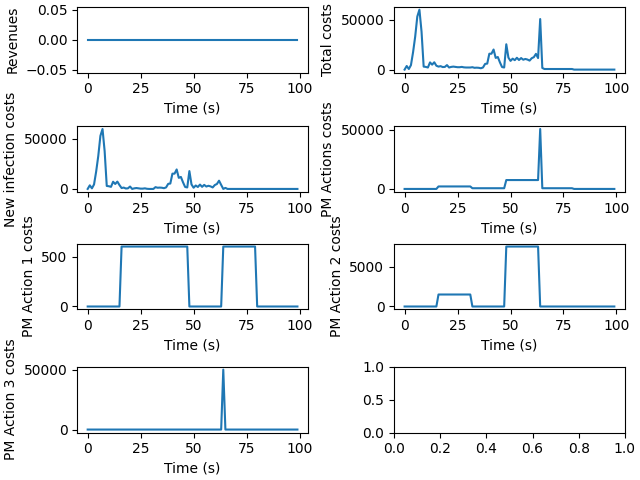 Revenues
0.05
0.00
−0.05
0 25 50 75 100
Time (s)
Total costs
50000
0
0 25 50 75 100
Time (s)
New infection costs
50000
0
0 25 50 75 100
Time (s)
PM Actions costs
50000
0
0 25 50 75 100
Time (s)
PM Action 1 costs
500
0
0 25 50 75 100
Time (s)
PM Action 2 costs
5000
0
0 25 50 75 100
Time (s)
PM Action 3 costs
50000
0
0 25 50 75 100
Time (s)
1.0
0.5
0.0
0.0 0.2 0.4 0.6 0.8 1.0